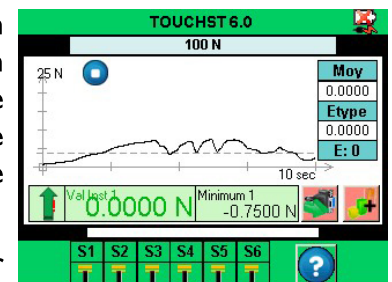 TOUCHST 6.0
100 N
25 N
Moy
0.0000
Etype
0.0000
E: 0
10 sec
Val Inst 1
0.0000 N
Minimum 1
-0.7500 N
S1 S2 S3 S4 S5 S6
?